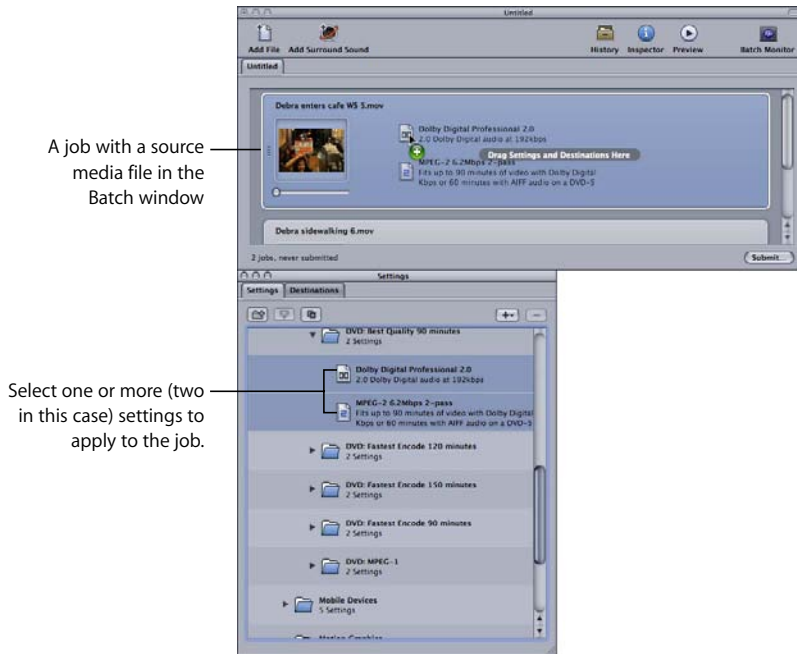 Untitled
Add File Add Surround Sound History Inspector Preview Batch Monitor
Untitled
Debra enters cafe WS 5.mov
Dolby Digital Professional 2.0
2.0 Dolby Digital audio at 192kbps
Drag Settings and Destinations Here
MPEG-2 6.2Mbps 2-pass
Fits up to 90 minutes of video with Dolby Digital
Kbps or 60 minutes with AIFF audio on a DVD-5
A job with a source
media file in the
Batch window
Debra sidewalking 6.mov
2 jobs, never submitted
Submit...
Settings
Settings Destinations
DVD: Best Quality 90 minutes
2 Settings
Dolby Digital Professional 2.0
2.0 Dolby Digital audio at 192kbps
MPEG-2 6.2Mbps 2-pass
Fits up to 90 minutes of video with Dolby Digital
Kbps or 60 minutes with AIFF audio on a DVD-5
Select one or more (two
in this case) settings to
apply to the job.
DVD: Fastest Encode 120 minutes
2 Settings
DVD: Fastest Encode 150 minutes
2 Settings
DVD: Fastest Encode 90 minutes
2 Settings
DVD: MPEG-1
2 Settings
Mobile Devices
5 Settings
Motion Graphics